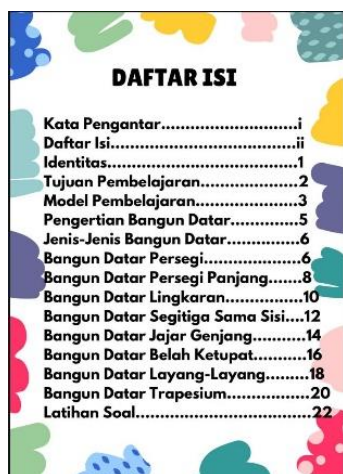 DAFTAR ISI
Kata Pengantar..............................i
Daftar Isi.......................................ii
Identitas.......................................1
Tujuan Pembelajaran..................2
Model Pembelajaran...................3
Pengertian Bangun Datar...........5
Jenis-Jenis Bangun Datar.............6
Bangun Datar Persegi.................6
Bangun Datar Persegi Panjang...8
Bangun Datar Lingkaran............10
Bangun Datar Segitiga Sama Sisi....12
Bangun Datar Jajar Genjang.........14
Bangun Datar Belah Ketupat.........16
Bangun Datar Layang-Layang.......18
Bangun Datar Trapesium..............20
Latihan Soal.................................22